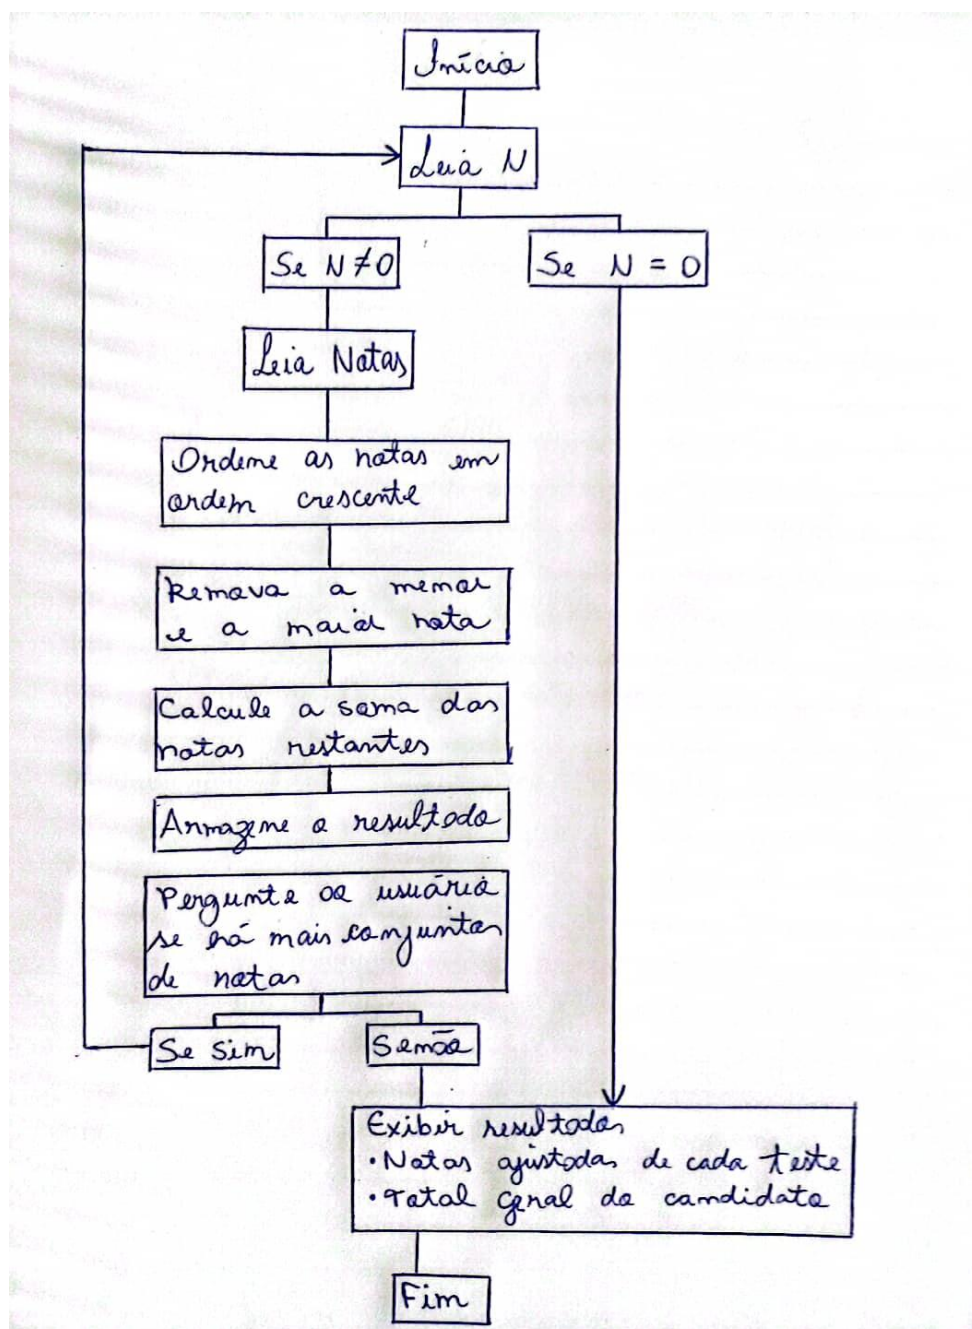 Início
Leia N
Se N ≠ 0
Se N = 0
Leia Notas
Ordeme as notas em
ordem crescente
Remova a menor
e a maior nota
Calcule a soma das
notas restantes
Armazene o resultado
Pergunte ao usuário
se há mais conjuntos
de notas
Se Sim
Senão
Exibir resultados
• Notas ajustadas de cada teste
• Total geral do candidato
Fim